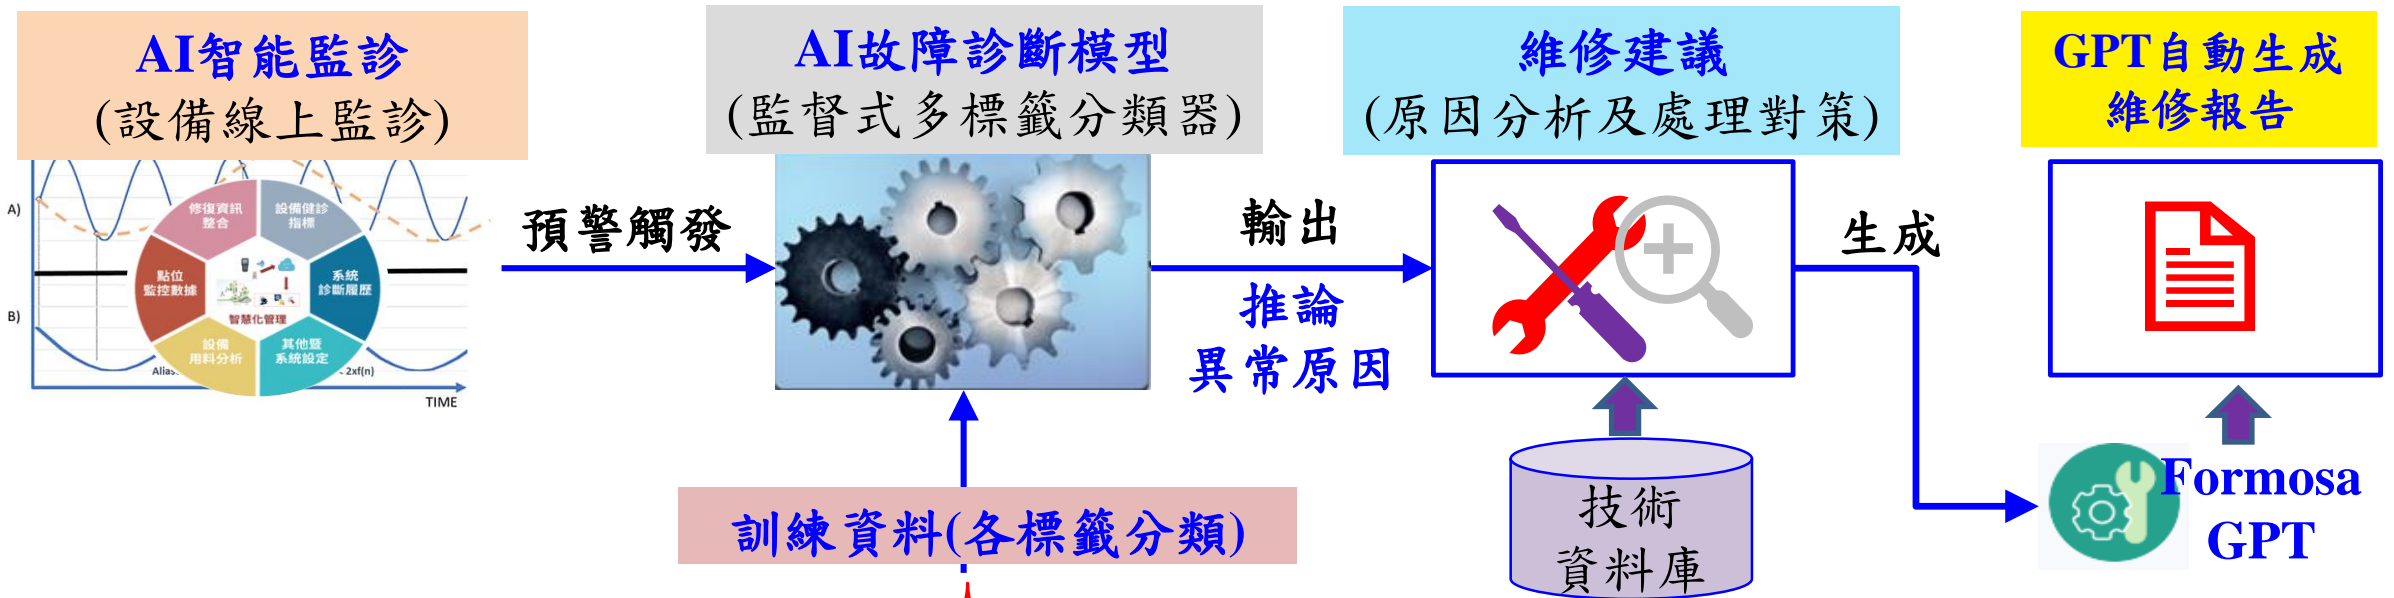 AI智能監診
(設備線上監診)
AI故障診斷模型
(監督式多標籤分類器)
維修建議
(原因分析及處理對策)
GPT自動生成
維修報告
A)
B)
修復資訊
整合
設備健診
指標
點位
監控數據
系統
診斷履歷
智慧化管理
設備
用料分析
其他暨
系統設定
2xf(n)
TIME
預警觸發
輸出
推論
異常原因
生成
訓練資料(各標籤分類)
技術
資料庫
Formosa
GPT